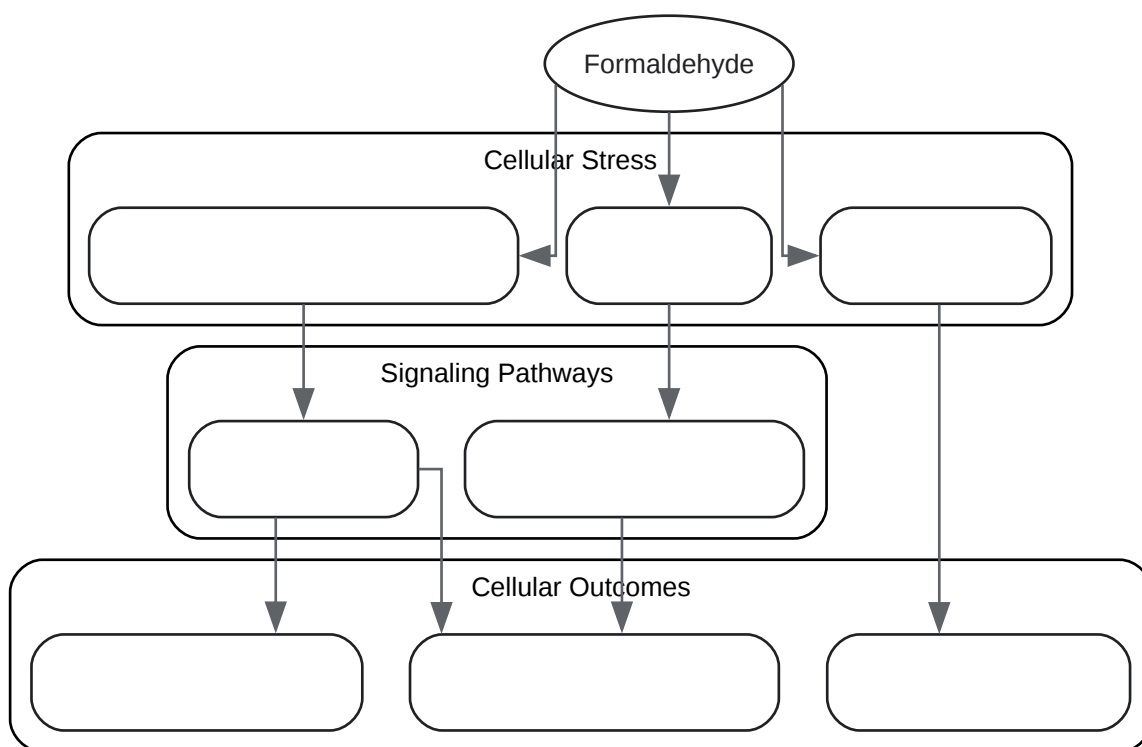 Formaldehyde
Cellular Stress
Signaling Pathways
Cellular Outcomes